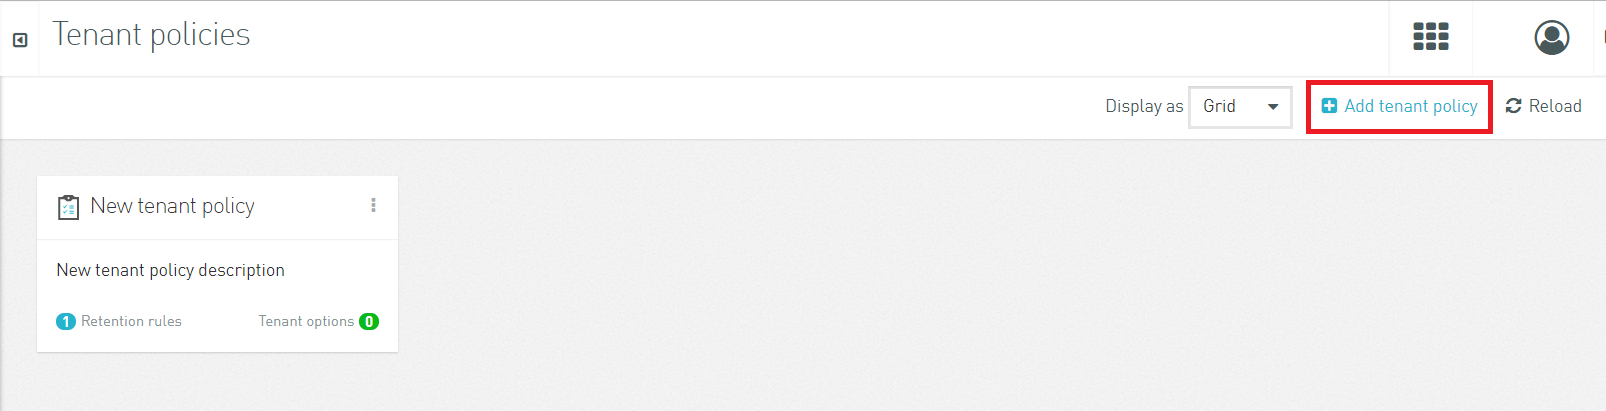 Tenant policies
Display as Grid Add tenant policy Reload
New tenant policy
New tenant policy description
1 Retention rules Tenant options 0